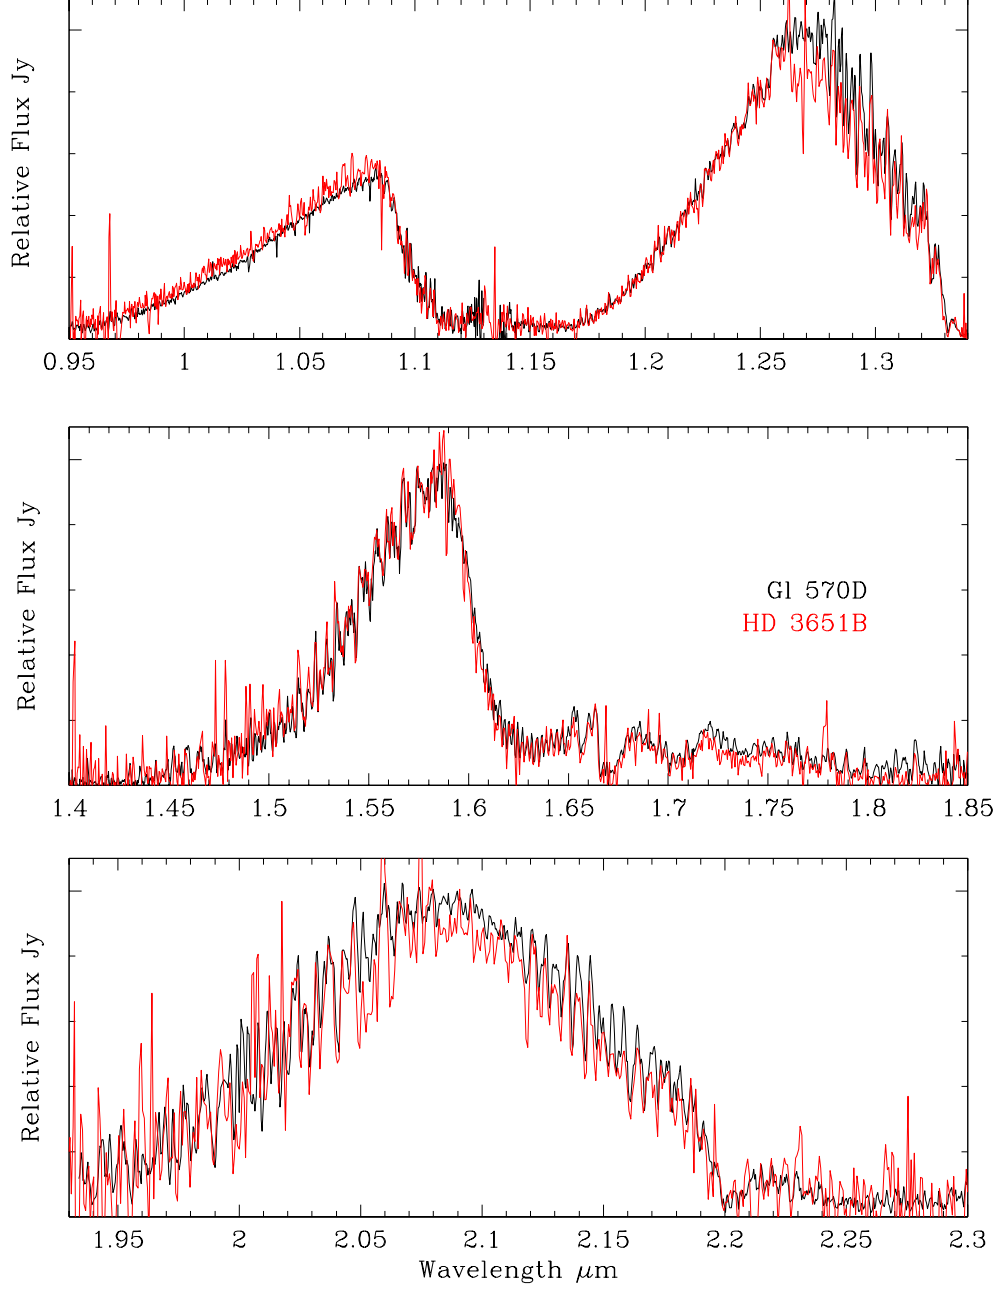 Relative Flux Jy
0.95 1 1.05 1.1 1.15 1.2 1.25 1.3
Relative Flux Jy
Gl 570D
HD 3651B
1.4 1.45 1.5 1.55 1.6 1.65 1.7 1.75 1.8 1.85
Relative Flux Jy
1.95 2 2.05 2.1 2.15 2.2 2.25 2.3
Wavelength μm